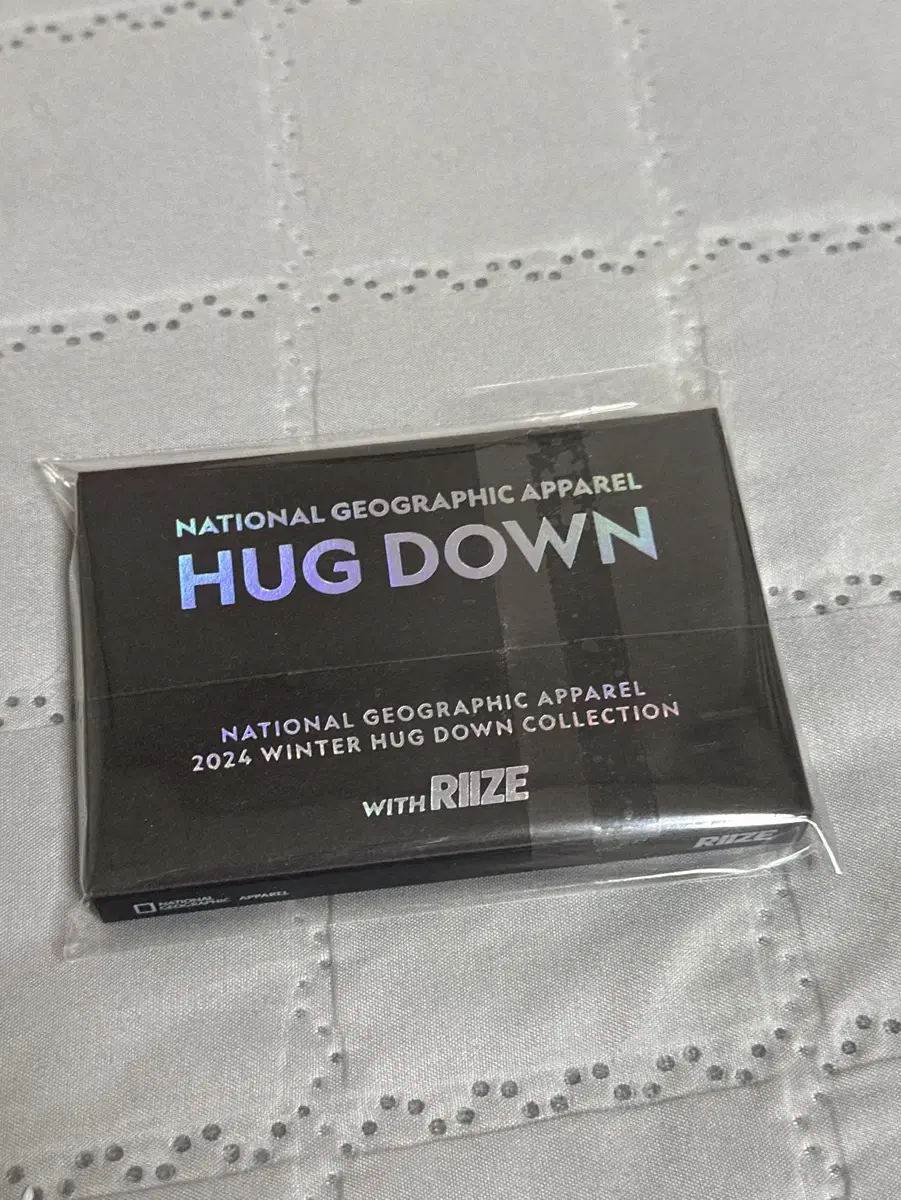 NATIONAL GEOGRAPHIC APPAREL
HUG DOWN
NATIONAL GEOGRAPHIC APPAREL
2024 WINTER HUG DOWN COLLECTION
WITH RIIZE
RIIZE
NATIONAL
GEOGRAPHIC APPAREL